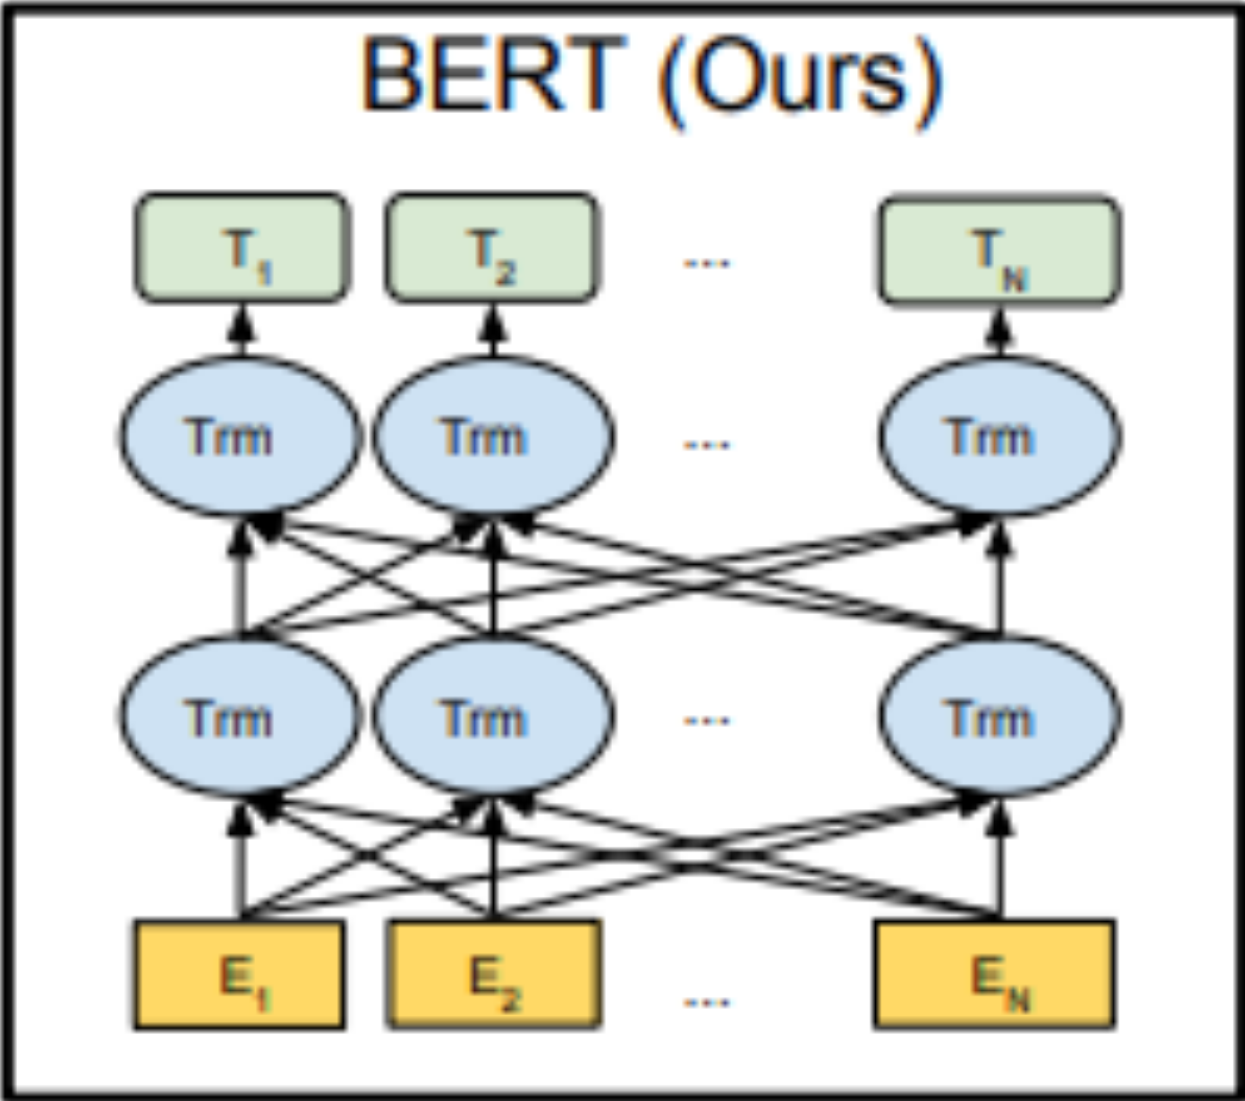 BERT (Ours)
T1 T2 ... TN
Trm Trm ... Trm
Trm Trm ... Trm
E1 E2 ... EN